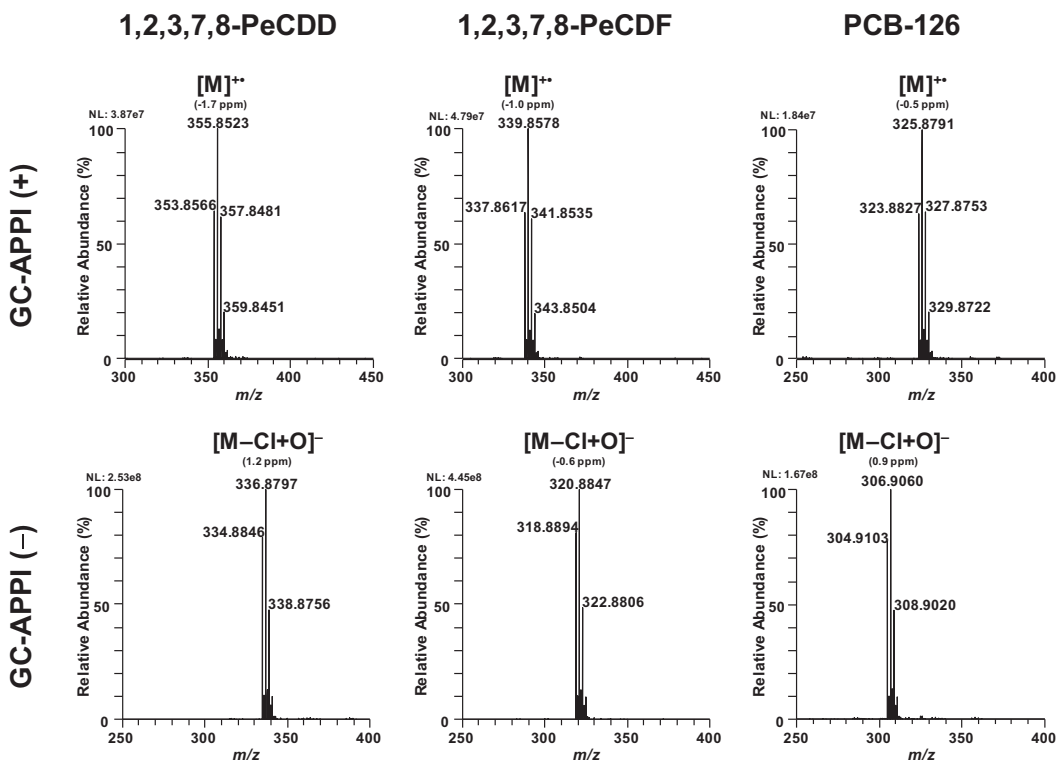 1,2,3,7,8-PeCDD
1,2,3,7,8-PeCDF
PCB-126
GC-APPI (+)
[M]⁺•
(-1.7 ppm)
NL: 3.87e7
355.8523
353.8566
357.8481
359.8451
100
50
0
Relative Abundance (%)
300 350 400 450
m/z
[M]⁺•
(-1.0 ppm)
NL: 4.79e7
339.8578
337.8617
341.8535
343.8504
100
50
0
Relative Abundance (%)
300 350 400 450
m/z
[M]⁺•
(-0.5 ppm)
NL: 1.84e7
325.8791
323.8827
327.8753
329.8722
100
50
0
Relative Abundance (%)
250 300 350 400
m/z
GC-APPI (–)
[M–Cl+O]⁻
(1.2 ppm)
NL: 2.53e8
336.8797
334.8846
338.8756
100
50
0
Relative Abundance (%)
250 300 350 400
m/z
[M–Cl+O]⁻
(-0.6 ppm)
NL: 4.45e8
320.8847
318.8894
322.8806
100
50
0
Relative Abundance (%)
250 300 350 400
m/z
[M–Cl+O]⁻
(0.9 ppm)
NL: 1.67e8
306.9060
304.9103
308.9020
100
50
0
Relative Abundance (%)
250 300 350 400
m/z